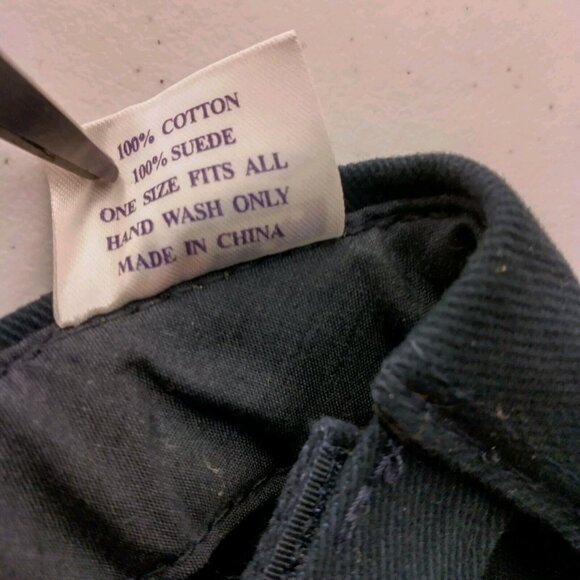 100% COTTON
100% SUEDE
ONE SIZE FITS ALL
HAND WASH ONLY
MADE IN CHINA